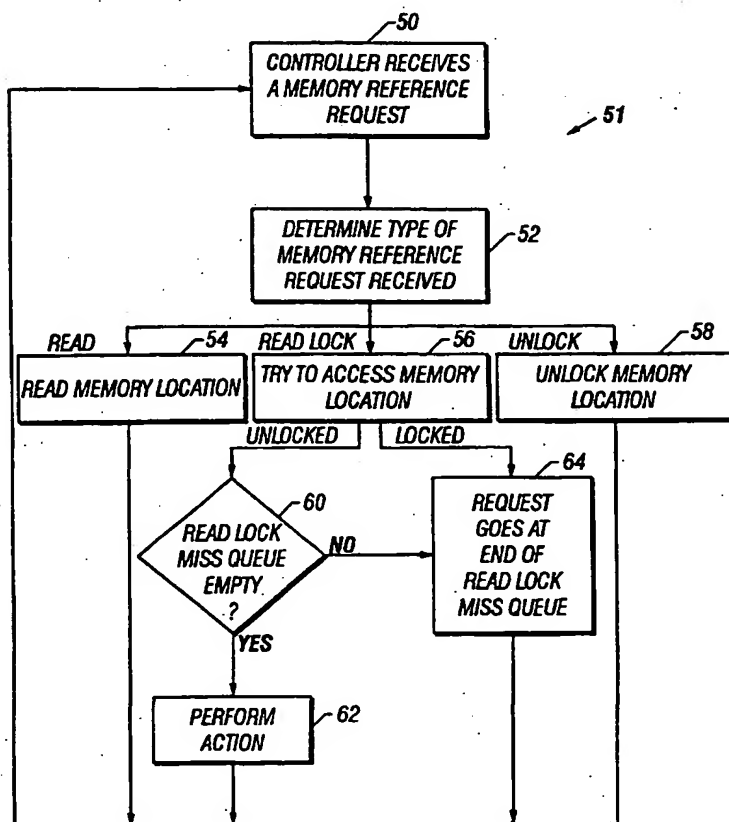 50
CONTROLLER RECEIVES
A MEMORY REFERENCE
REQUEST
51
DETERMINE TYPE OF
MEMORY REFERENCE
REQUEST RECEIVED
52
READ
54
READ LOCK
56
UNLOCK
58
READ MEMORY LOCATION
TRY TO ACCESS MEMORY
LOCATION
UNLOCK MEMORY
LOCATION
UNLOCKED
LOCKED
60
READ LOCK
MISS QUEUE
EMPTY
?
NO
YES
64
REQUEST
GOES AT
END OF
READ LOCK
MISS QUEUE
PERFORM
ACTION
62